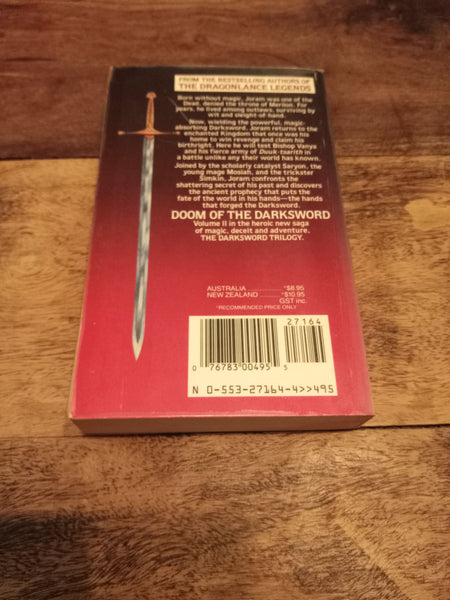 FROM THE BESTSELLING AUTHORS OF
THE DRAGONLANCE LEGENDS
Born without magic, Joram was one of the
Dead, denied the throne of Merilon. For
years, he lived among outlaws, surviving by
wit and sleight-of-hand.
Now, wielding the powerful, magic-
absorbing Darksword, Joram returns to the
enchanted Kingdom that once was his
home to win revenge and claim his
birthright. Here he will test Bishop Vanya
and his fierce army of Duuk-tsarith in
a battle unlike any their world has known.
Joined by the scholarly catalyst Saryon, the
young mage Mosiah, and the trickster
Simkin, Joram confronts the
shattering secret of his past and discovers
the ancient prophecy that puts the
fate of the world in his hands—the hands
that forged the Darksword.
DOOM OF THE DARKSWORD
Volume II in the heroic new saga
of magic, deceit and adventure,
THE DARKSWORD TRILOGY.
AUSTRALIA *$8.95
NEW ZEALAND *$10.95
GST inc.
*RECOMMENDED PRICE ONLY
27164
0 76783 00495 5
N 0-553-27164-4>>495